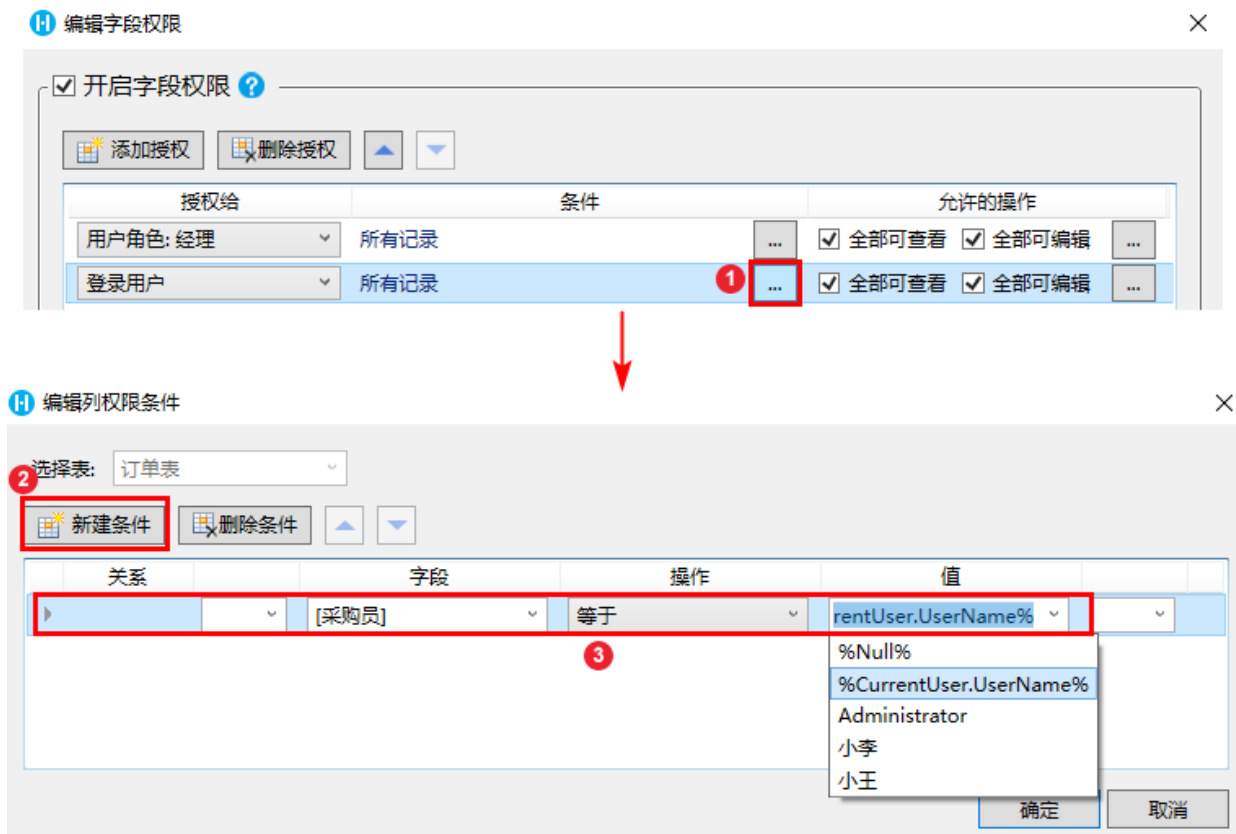 编辑字段权限
开启字段权限 ?
添加授权 删除授权
授权给 条件 允许的操作
用户角色: 经理 所有记录 ... 全部可查看 全部可编辑 ...
登录用户 所有记录 1 ... 全部可查看 全部可编辑 ...
编辑列权限条件
选择表: 订单表
2
新建条件 删除条件
关系 字段 操作 值
[采购员] 等于 rentUser.UserName%
3
%Null%
%CurrentUser.UserName%
Administrator
小李
小王
确定 取消